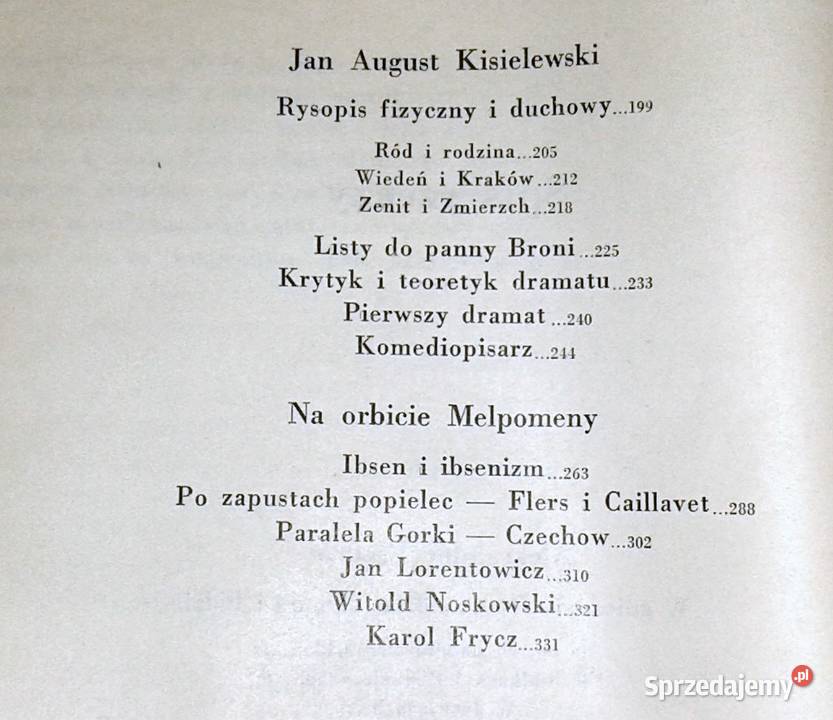 Jan August Kisielewski
Rysopis fizyczny i duchowy...199
Ród i rodzina...205
Wiedeń i Kraków...212
Zenit i Zmierzch...218
Listy do panny Broni...225
Krytyk i teoretyk dramatu...233
Pierwszy dramat...240
Komediopisarz...244
Na orbicie Melpomeny
Ibsen i ibsenizm...263
Po zapustach popielec — Flers i Caillavet...288
Paralela Gorki — Czechow...302
Jan Lorentowicz...310
Witold Noskowski...321
Karol Frycz...331
Sprzedajemy.pl